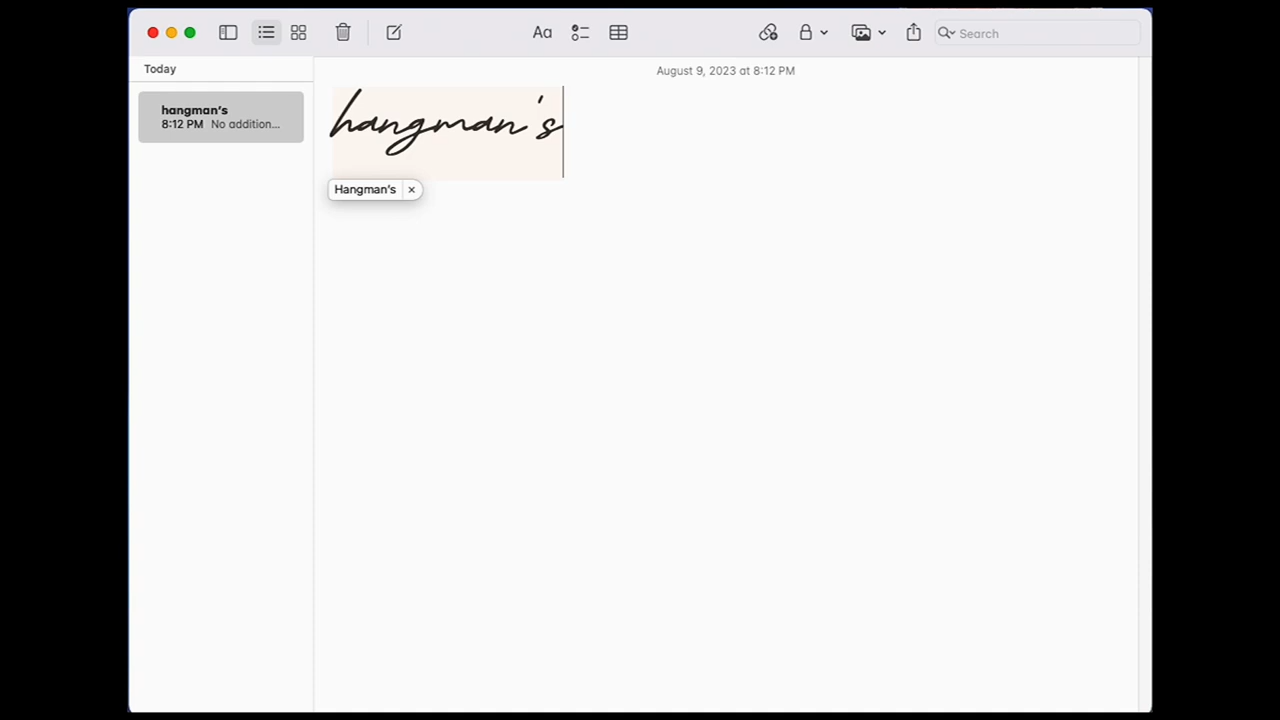 Search
Today
August 9, 2023 at 8:12 PM
hangman's
8:12 PM No addition...
hangman's
Hangman's ×
Aa